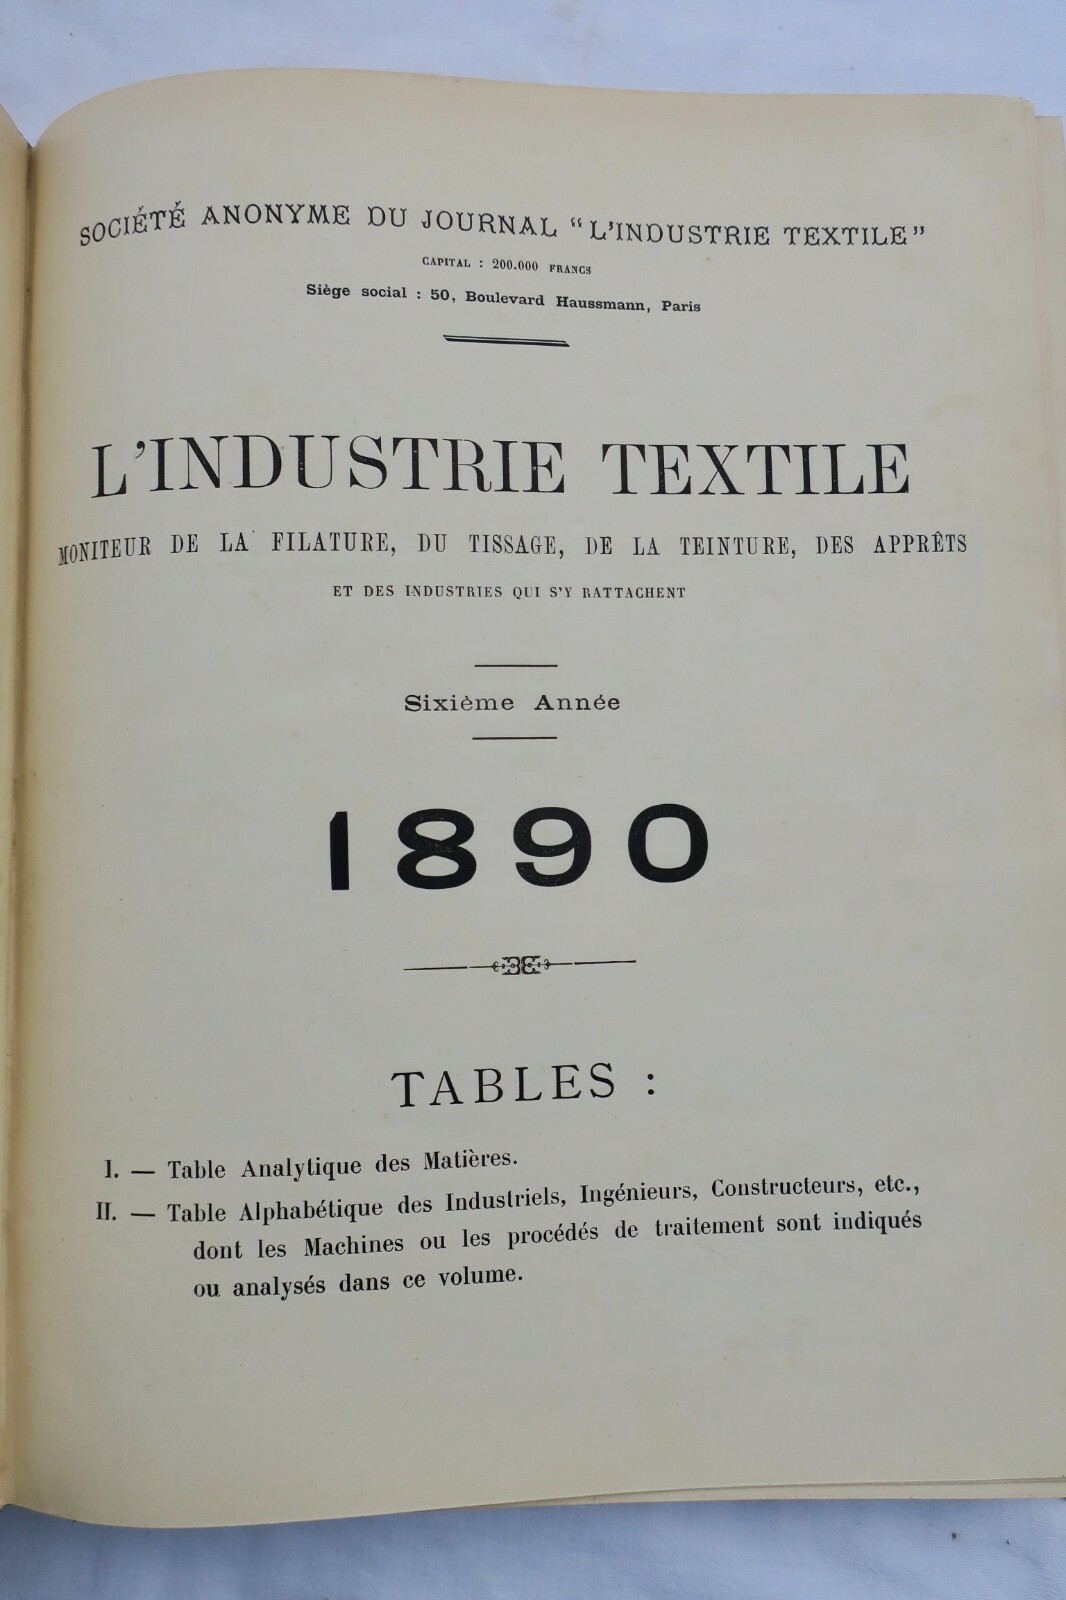 SOCIÉTÉ ANONYME DU JOURNAL “L'INDUSTRIE TEXTILE”
CAPITAL : 200.000 FRANCS
Siège social : 50, Boulevard Haussmann, Paris
L'INDUSTRIE TEXTILE
MONITEUR DE LA FILATURE, DU TISSAGE, DE LA TEINTURE, DES APPRÊTS
ET DES INDUSTRIES QUI S'Y RATTACHENT
Sixième Année
1890
TABLES :
I. — Table Analytique des Matières.
II. — Table Alphabétique des Industriels, Ingénieurs, Constructeurs, etc.,
dont les Machines ou les procédés de traitement sont indiqués
ou analysés dans ce volume.